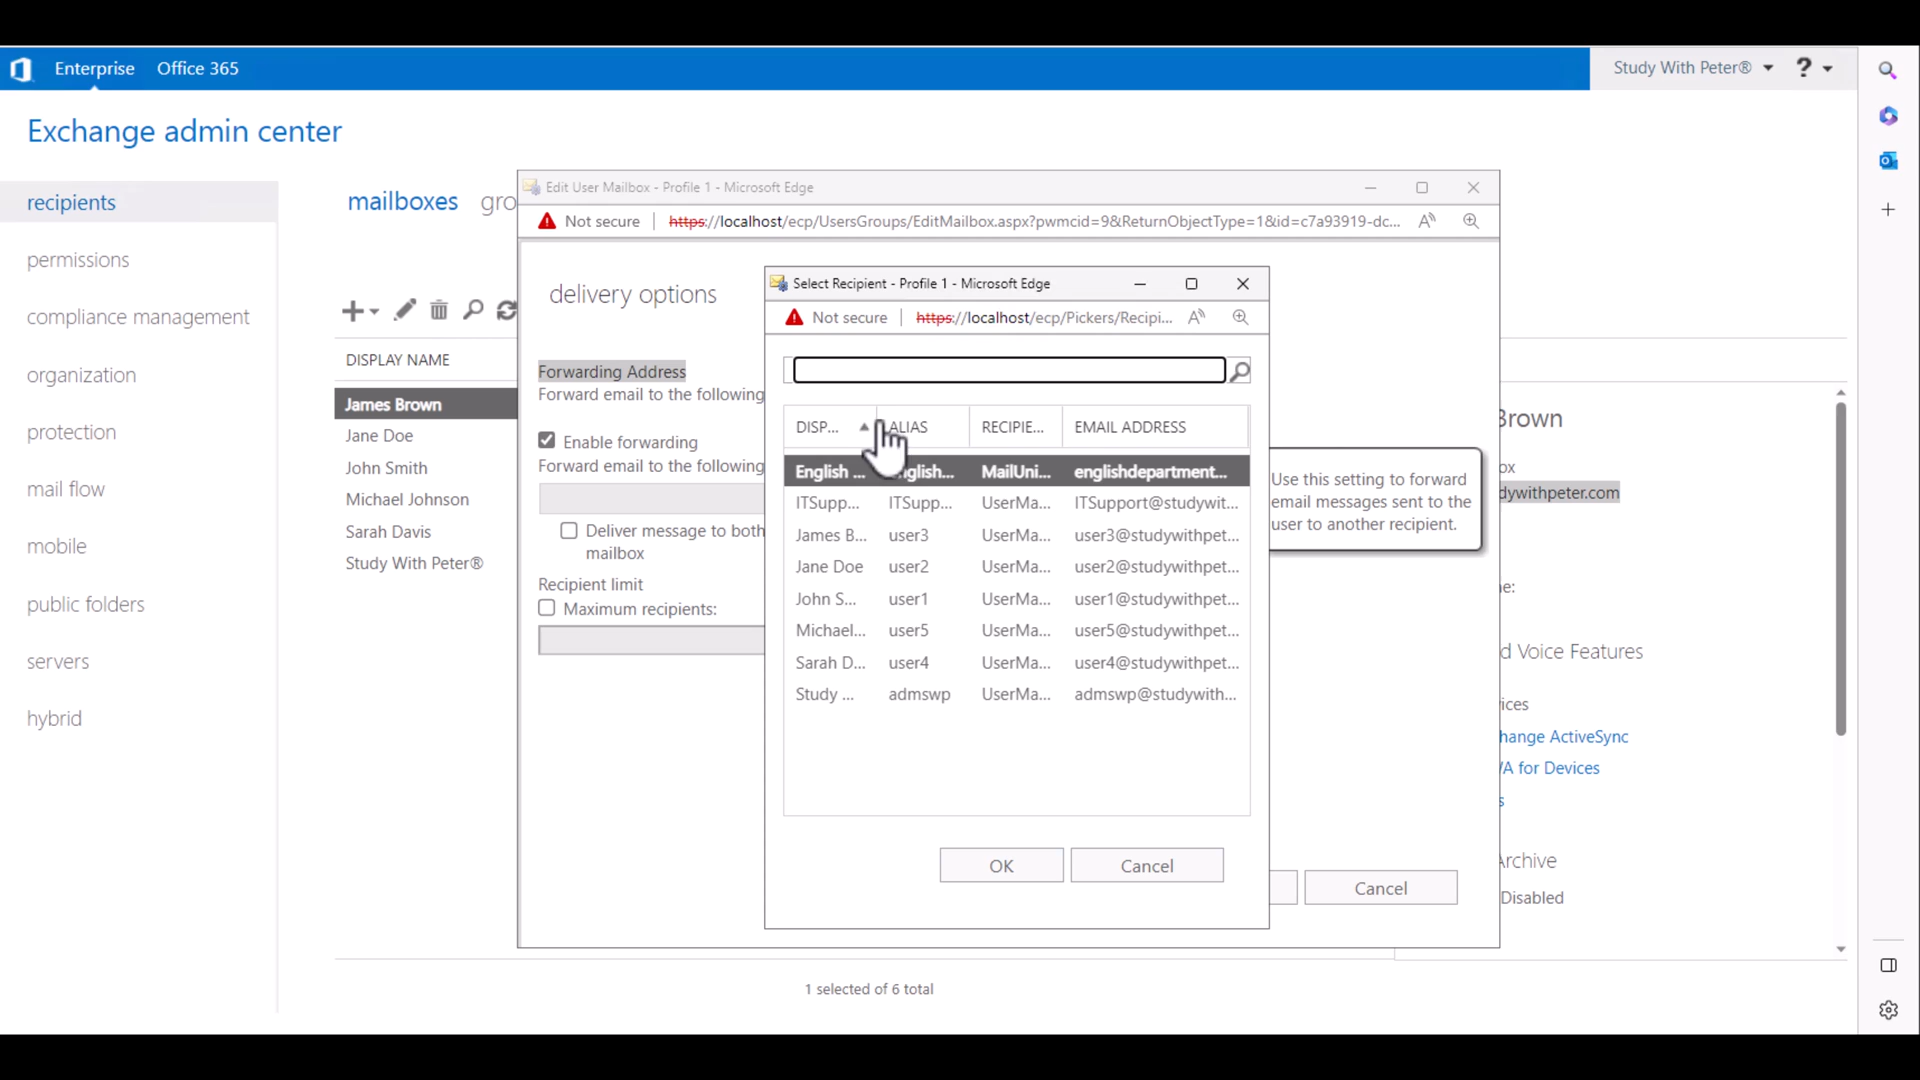 Enterprise Office 365
Study With Peter® ?
Exchange admin center
recipients
permissions
compliance management
organization
protection
mail flow
mobile
public folders
servers
hybrid
mailboxes gro
DISPLAY NAME
James Brown
Jane Doe
John Smith
Michael Johnson
Sarah Davis
Study With Peter®
1 selected of 6 total
Edit User Mailbox - Profile 1 - Microsoft Edge
Not secure https://localhost/ecp/UsersGroups/EditMailbox.aspx?pwmcid=9&ReturnObjectType=1&id=c7a93919-dc...
delivery options
Forwarding Address
Forward email to the following
Enable forwarding
Forward email to the following
Deliver message to both
mailbox
Recipient limit
Maximum recipients:
Cancel
Select Recipient - Profile 1 - Microsoft Edge
Not secure https://localhost/ecp/Pickers/Recipi...
DISP... ALIAS RECIPIE... EMAIL ADDRESS
English ... nglish... MailUni... englishdepartment...
ITSupp... ITSupp... UserMa... ITSupport@studywit...
James B... user3 UserMa... user3@studywithpet...
Jane Doe user2 UserMa... user2@studywithpet...
John S... user1 UserMa... user1@studywithpet...
Michael... user5 UserMa... user5@studywithpet...
Sarah D... user4 UserMa... user4@studywithpet...
Study ... admswp UserMa... admswp@studywith...
OK Cancel
Use this setting to forward
email messages sent to the
user to another recipient.
Brown
ox
dywithpeter.com
ne:
d Voice Features
ices
hange ActiveSync
VA for Devices
s
Archive
Disabled